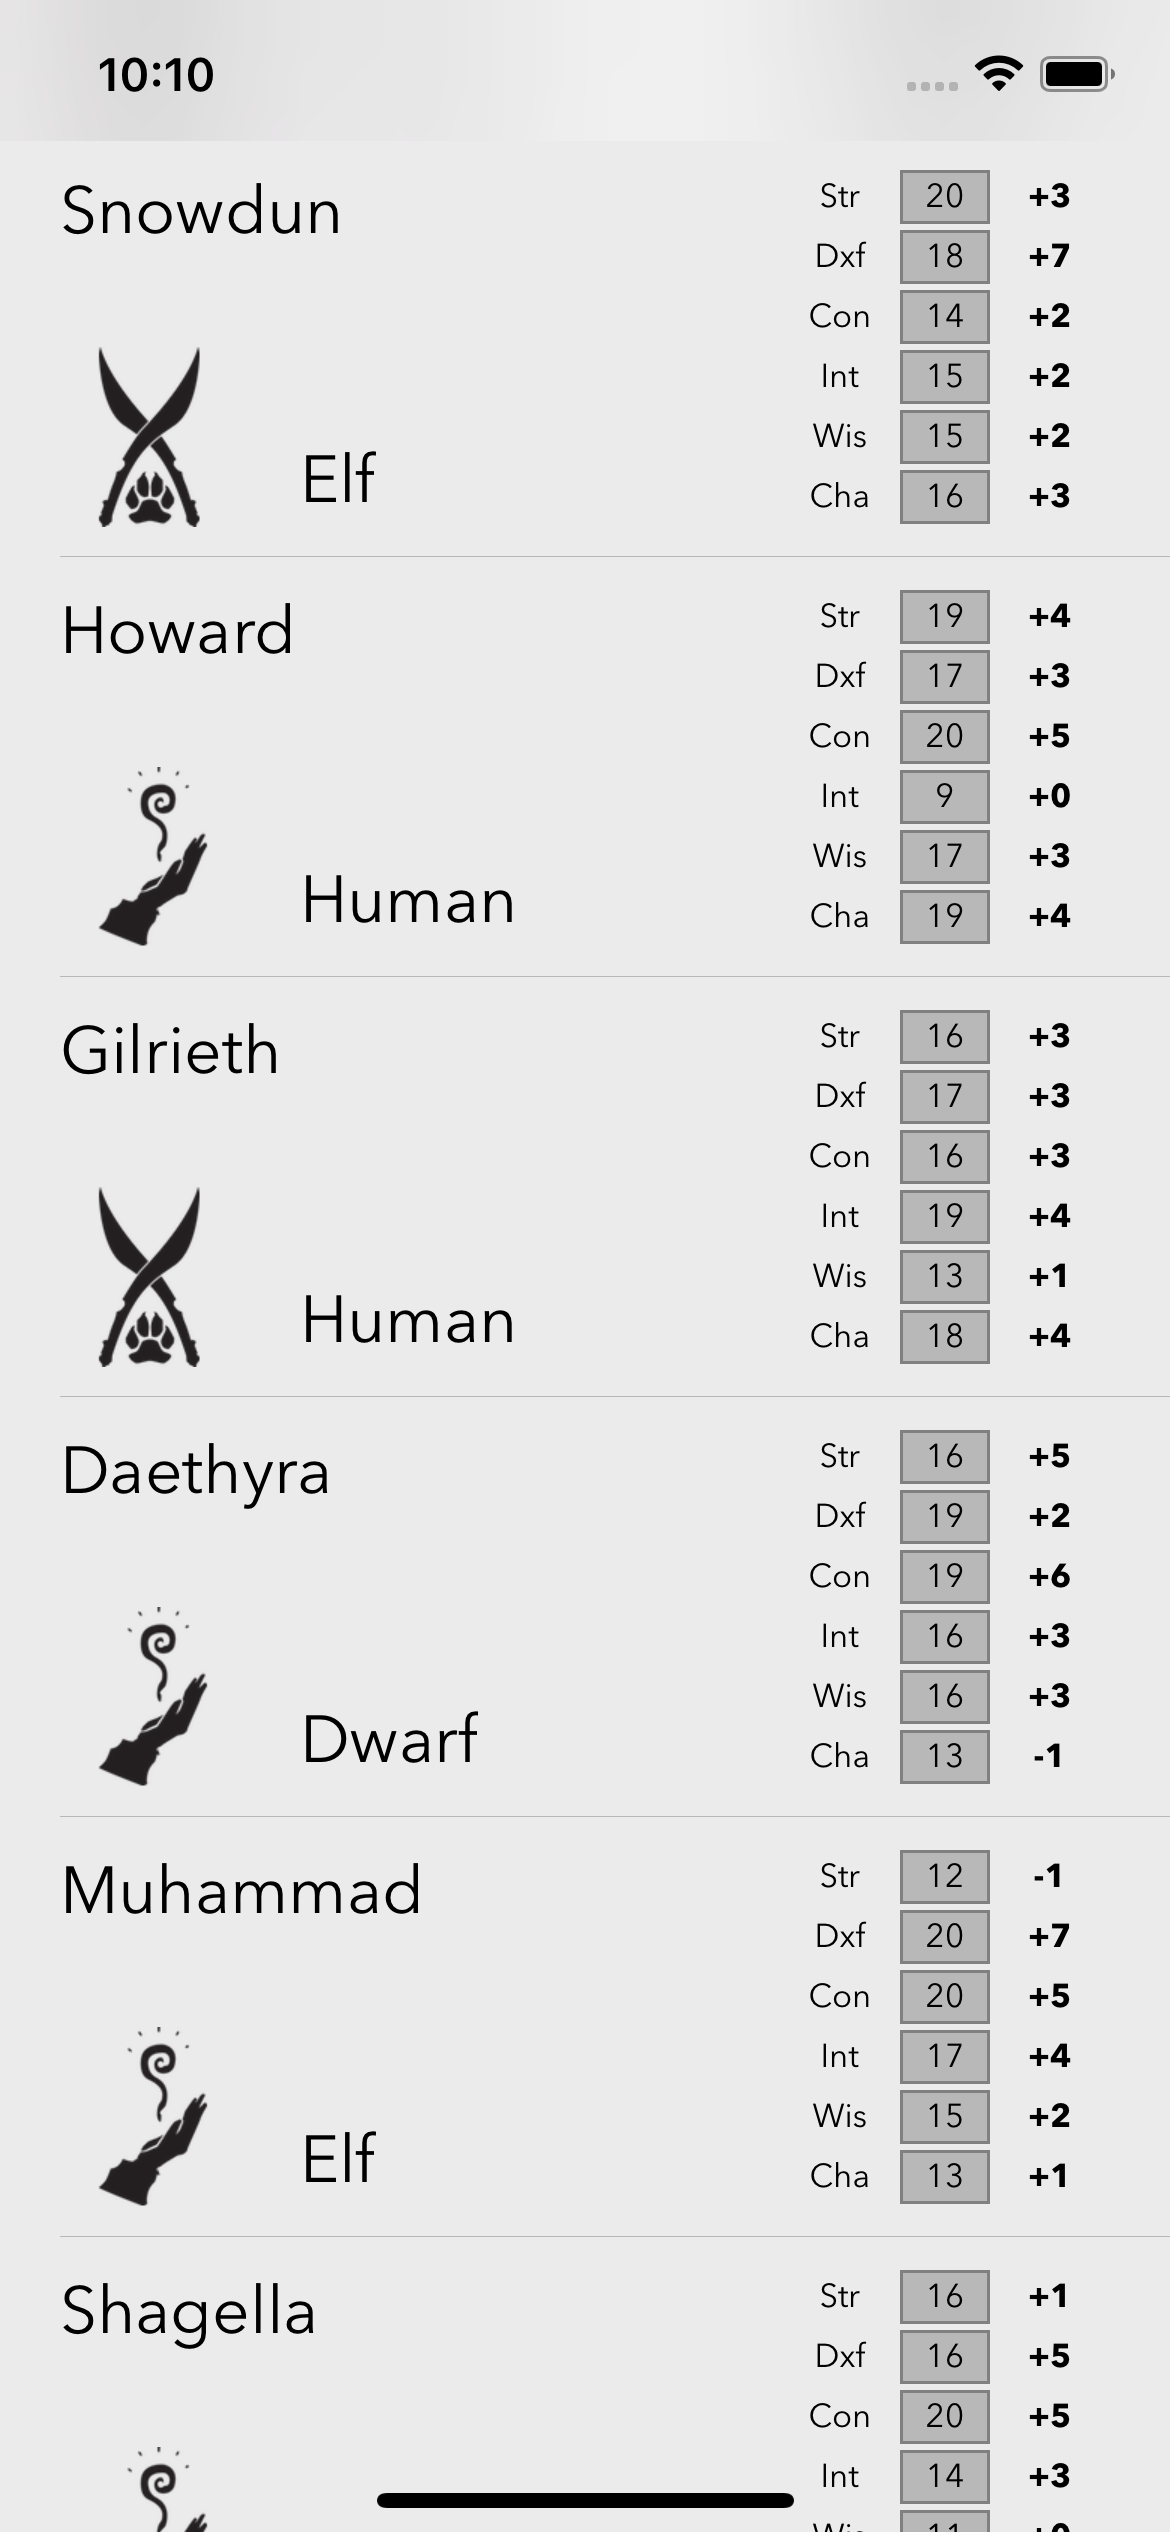 10:10
Snowdun
Str 20 +3
Dxf 18 +7
Con 14 +2
Int 15 +2
Wis 15 +2
Cha 16 +3
Elf
Howard
Str 19 +4
Dxf 17 +3
Con 20 +5
Int 9 +0
Wis 17 +3
Cha 19 +4
Human
Gilrieth
Str 16 +3
Dxf 17 +3
Con 16 +3
Int 19 +4
Wis 13 +1
Cha 18 +4
Human
Daethyra
Str 16 +5
Dxf 19 +2
Con 19 +6
Int 16 +3
Wis 16 +3
Cha 13 -1
Dwarf
Muhammad
Str 12 -1
Dxf 20 +7
Con 20 +5
Int 17 +4
Wis 15 +2
Cha 13 +1
Elf
Shagella
Str 16 +1
Dxf 16 +5
Con 20 +5
Int 14 +3